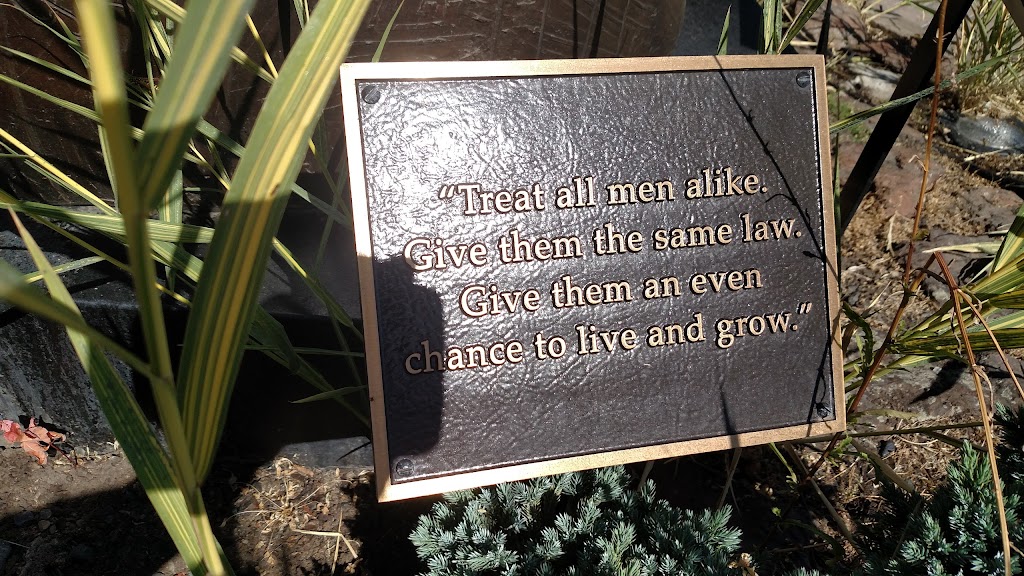 “Treat all men alike.
Give them the same law.
Give them an even
chance to live and grow.”